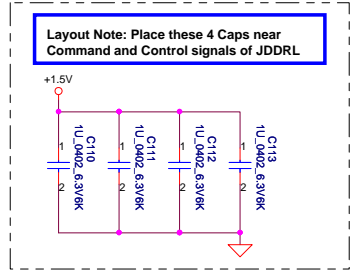 Layout Note: Place these 4 Caps near
Command and Control signals of JDDRL
+1.5V
1
2
C110
1U_0402_6.3V6K
1
2
C111
1U_0402_6.3V6K
1
2
C112
1U_0402_6.3V6K
1
2
C113
1U_0402_6.3V6K